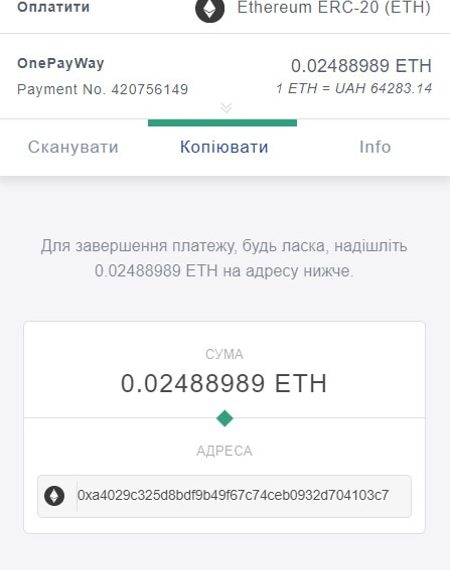 Оплатити Ethereum ERC-20 (ETH)
OnePayWay 0.02488989 ETH
Payment No. 420756149 1 ETH = UAH 64283.14
Сканувати Копіювати Info
Для завершення платежу, будь ласка, надішліть
0.02488989 ETH на адресу нижче.
СУМА
0.02488989 ETH
АДРЕСА
0xa4029c325d8bdf9b49f67c74ceb0932d704103c7